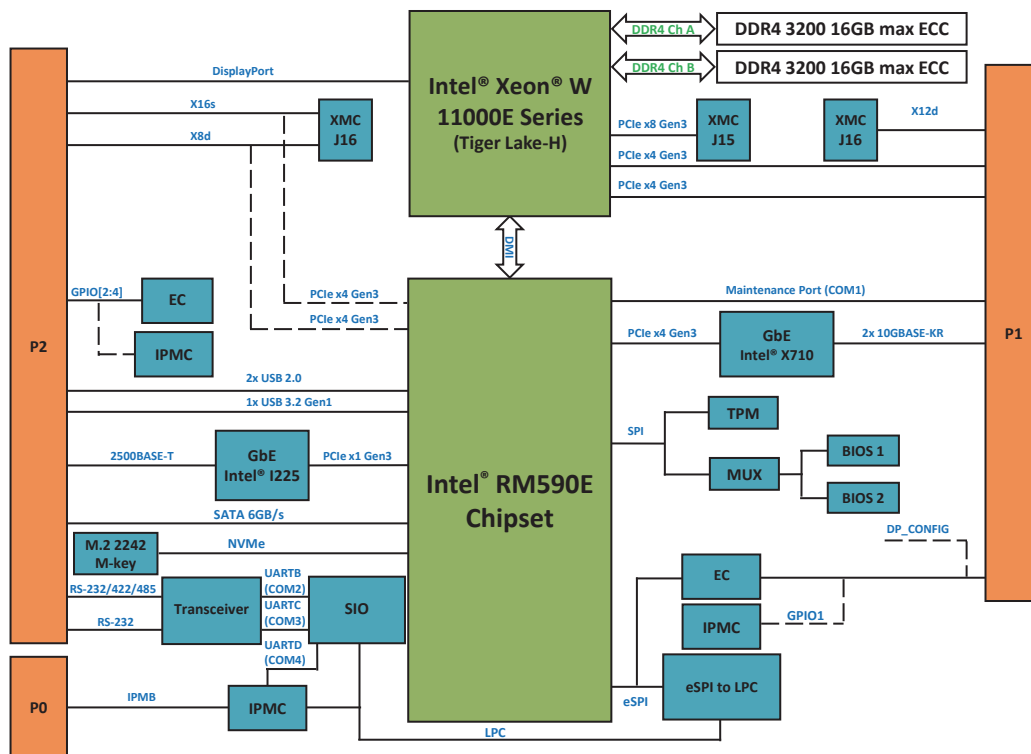 DDR4 Ch A
DDR4 3200 16GB max ECC
DDR4 Ch B
DDR4 3200 16GB max ECC
DisplayPort
Intel® Xeon® W
11000E Series
(Tiger Lake-H)
X16s
X8d
XMC
J16
PCIe x8 Gen3
XMC
J15
XMC
J16
X12d
PCIe x4 Gen3
PCIe x4 Gen3
DMI
GPIO[2:4]
EC
IPMC
PCIe x4 Gen3
PCIe x4 Gen3
Maintenance Port (COM1)
PCIe x4 Gen3
GbE
Intel® X710
2x 10GBASE-KR
P2
P1
2x USB 2.0
1x USB 3.2 Gen1
2500BASE-T
GbE
Intel® I225
PCIe x1 Gen3
Intel® RM590E
Chipset
SPI
TPM
MUX
BIOS 1
BIOS 2
SATA 6GB/s
M.2 2242
M-key
NVMe
DP_CONFIG
RS-232/422/485
RS-232
Transceiver
UARTB
(COM2)
UARTC
(COM3)
SIO
UARTD
(COM4)
EC
IPMC
GPIO1
P0
IPMB
IPMC
LPC
eSPI
eSPI to LPC